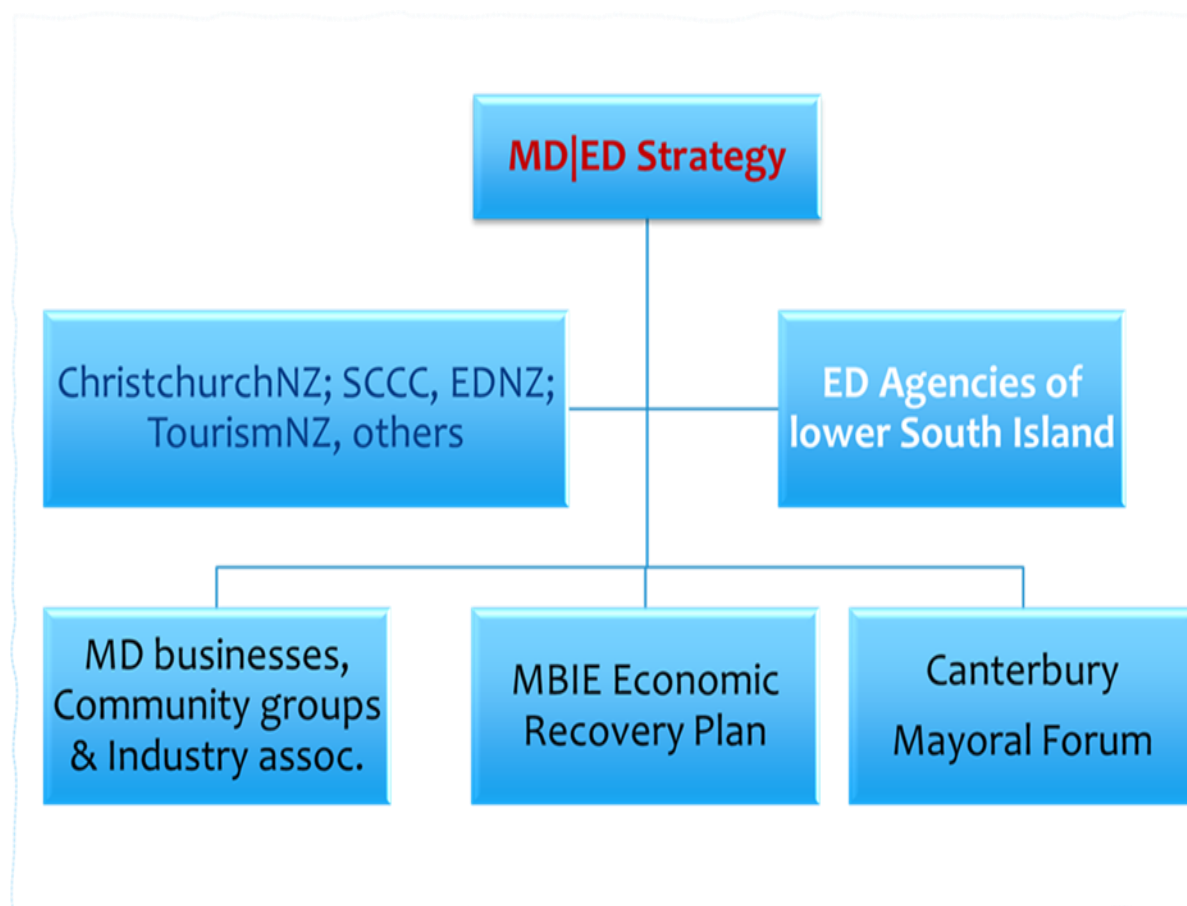 MD|ED Strategy
ChristchurchNZ; SCCC, EDNZ;
TourismNZ, others
ED Agencies of
lower South Island
MD businesses,
Community groups
& Industry assoc.
MBIE Economic
Recovery Plan
Canterbury
Mayoral Forum